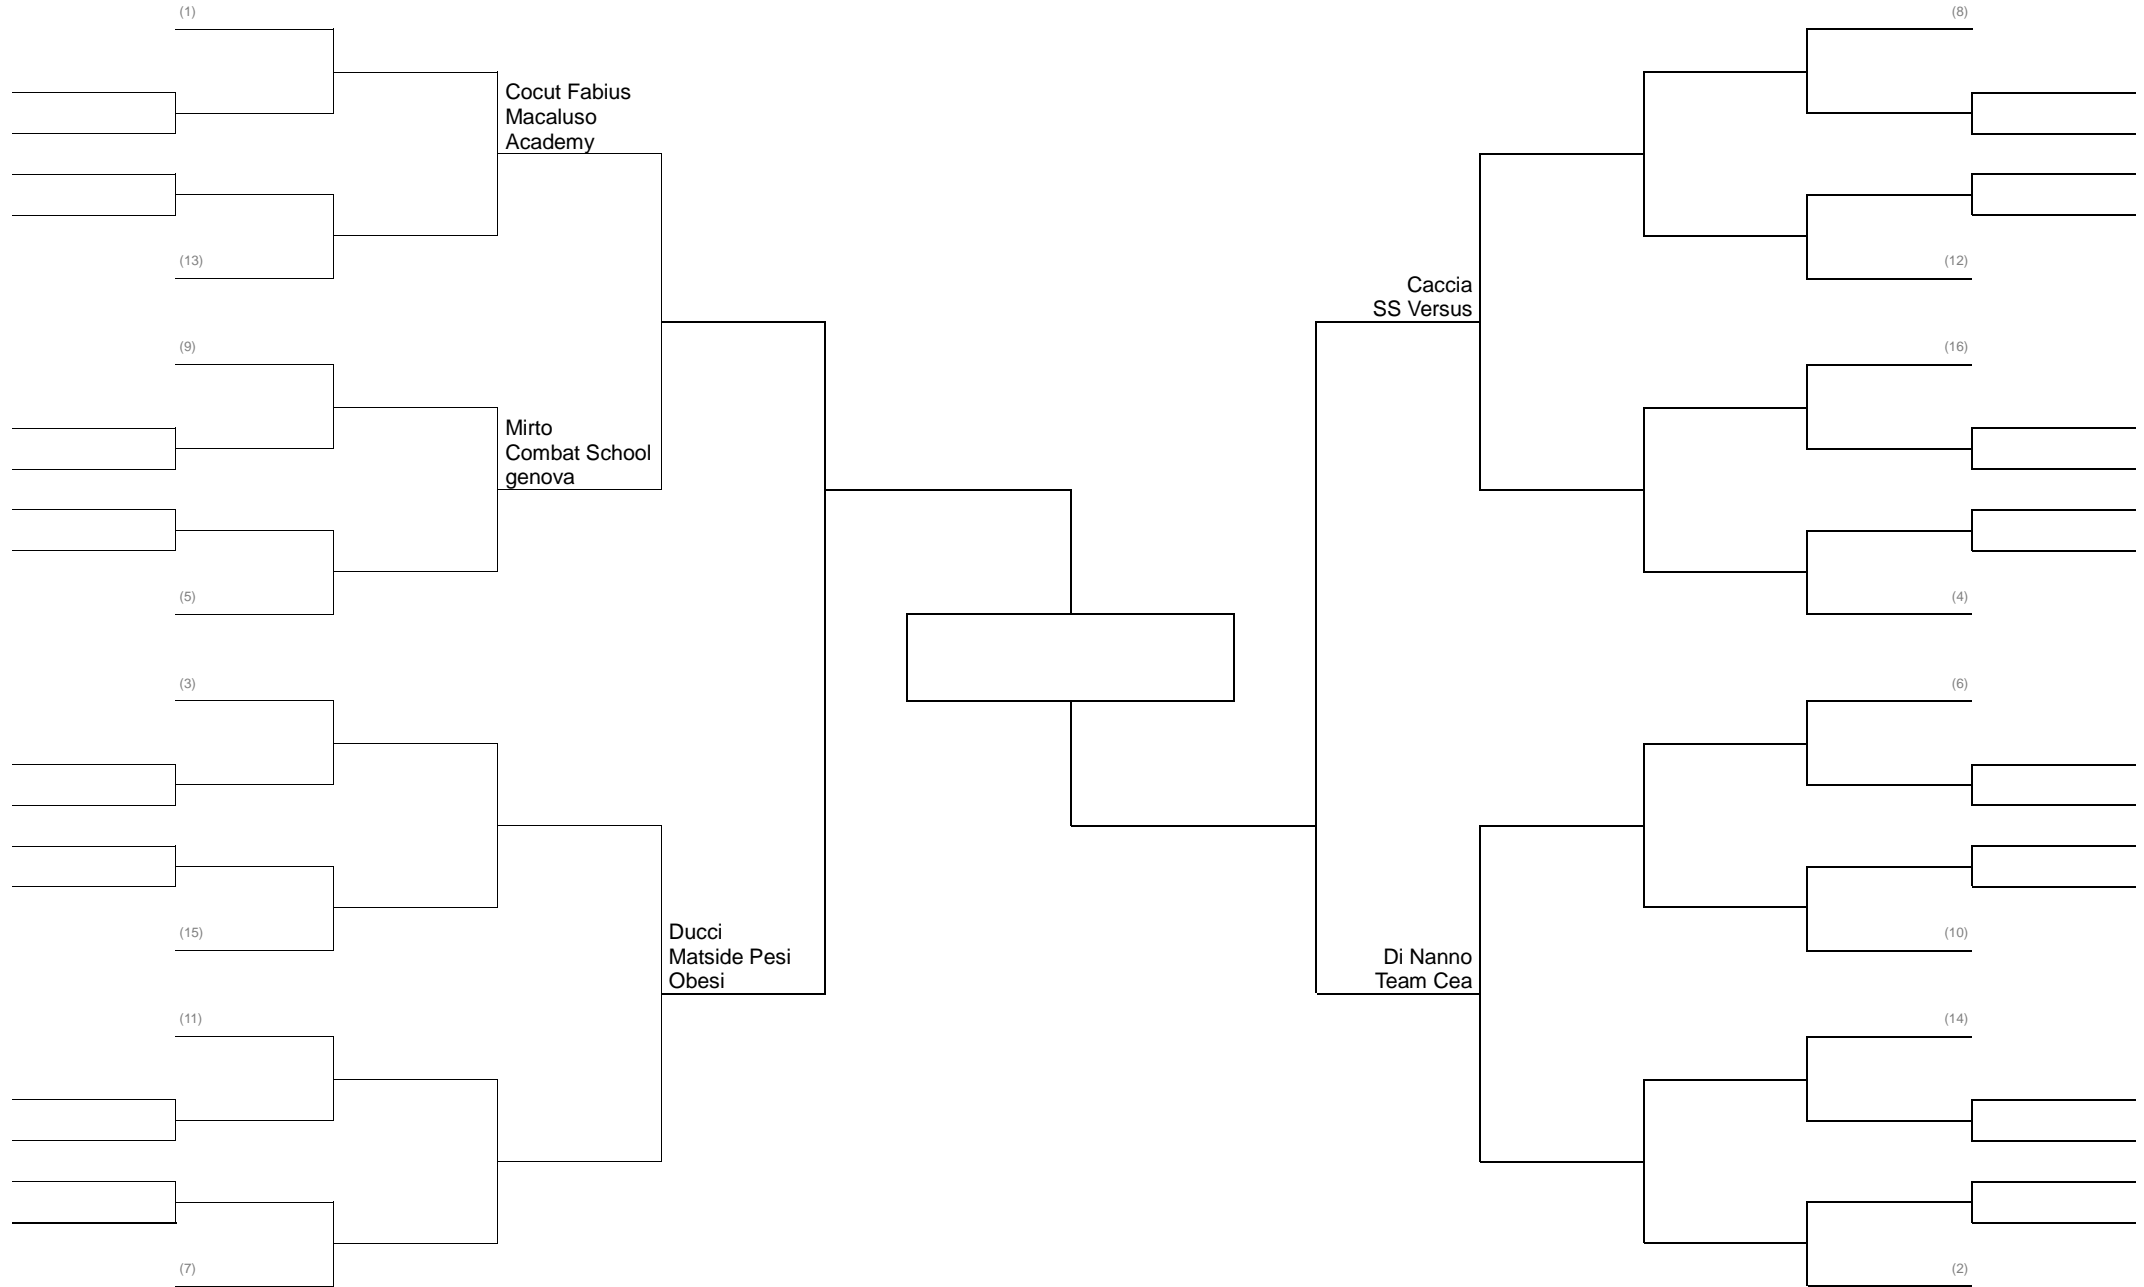 (1)
Cocut Fabius
Macaluso
Academy
(13)
(9)
Mirto
Combat School
genova
(5)
(3)
(15)
Ducci
Matside Pesi
Obesi
(11)
(7)
(8)
(12)
Caccia
SS Versus
(16)
(4)
(6)
(10)
Di Nanno
Team Cea
(14)
(2)